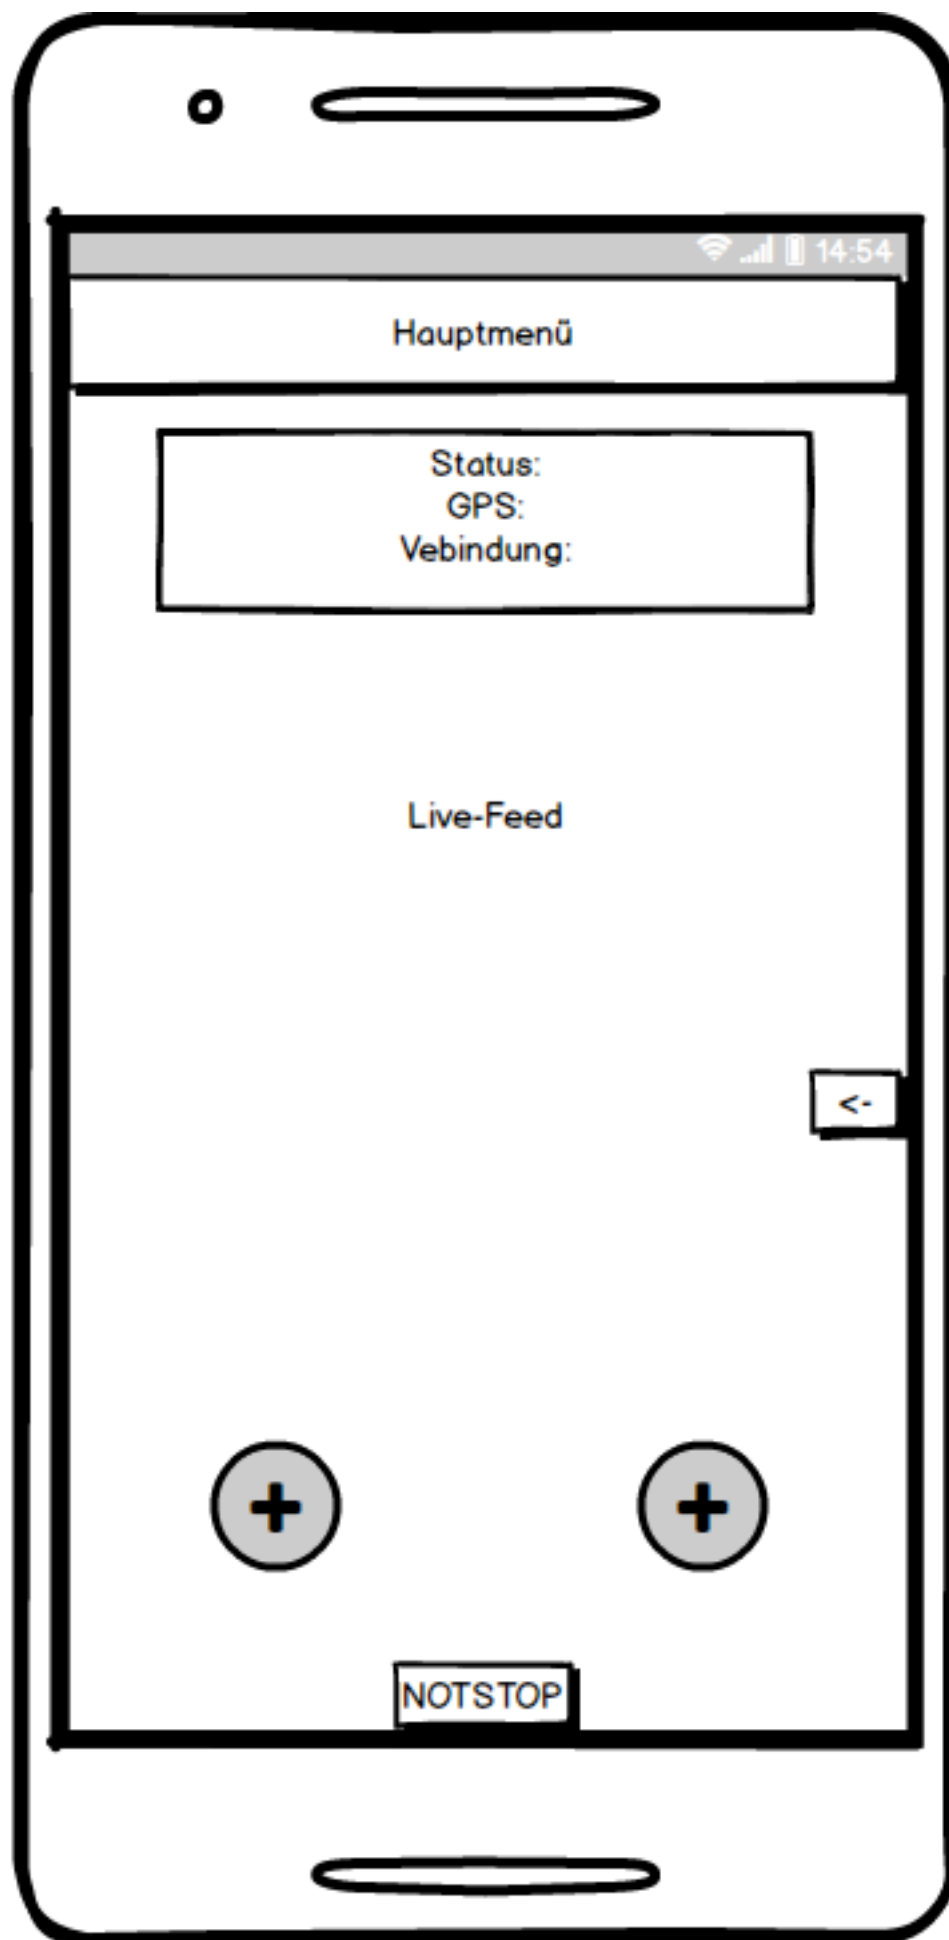 14:54
Hauptmenü
Status:
GPS:
Vebindung:
Live-Feed
<-
+ +
NOTSTOP